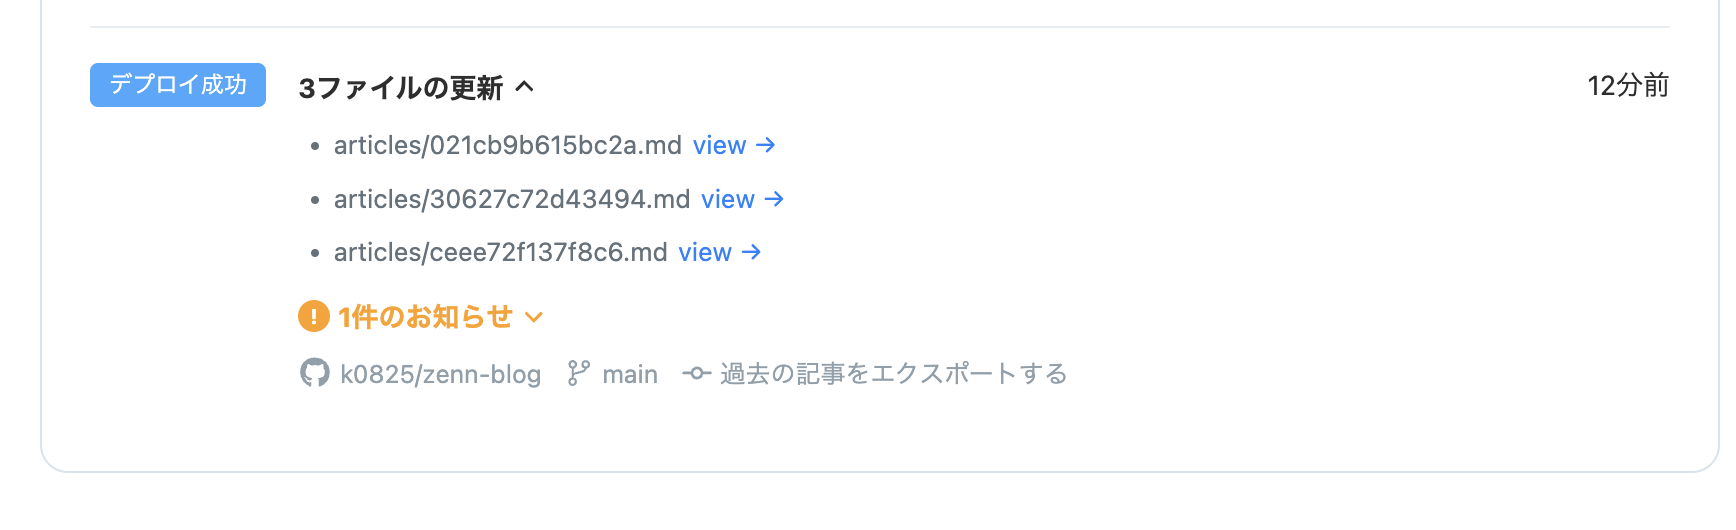 デプロイ成功 3ファイルの更新 12分前
articles/021cb9b615bc2a.md view →
articles/30627c72d43494.md view →
articles/ceee72f137f8c6.md view →
1件のお知らせ
k0825/zenn-blog main 過去の記事をエクスポートする